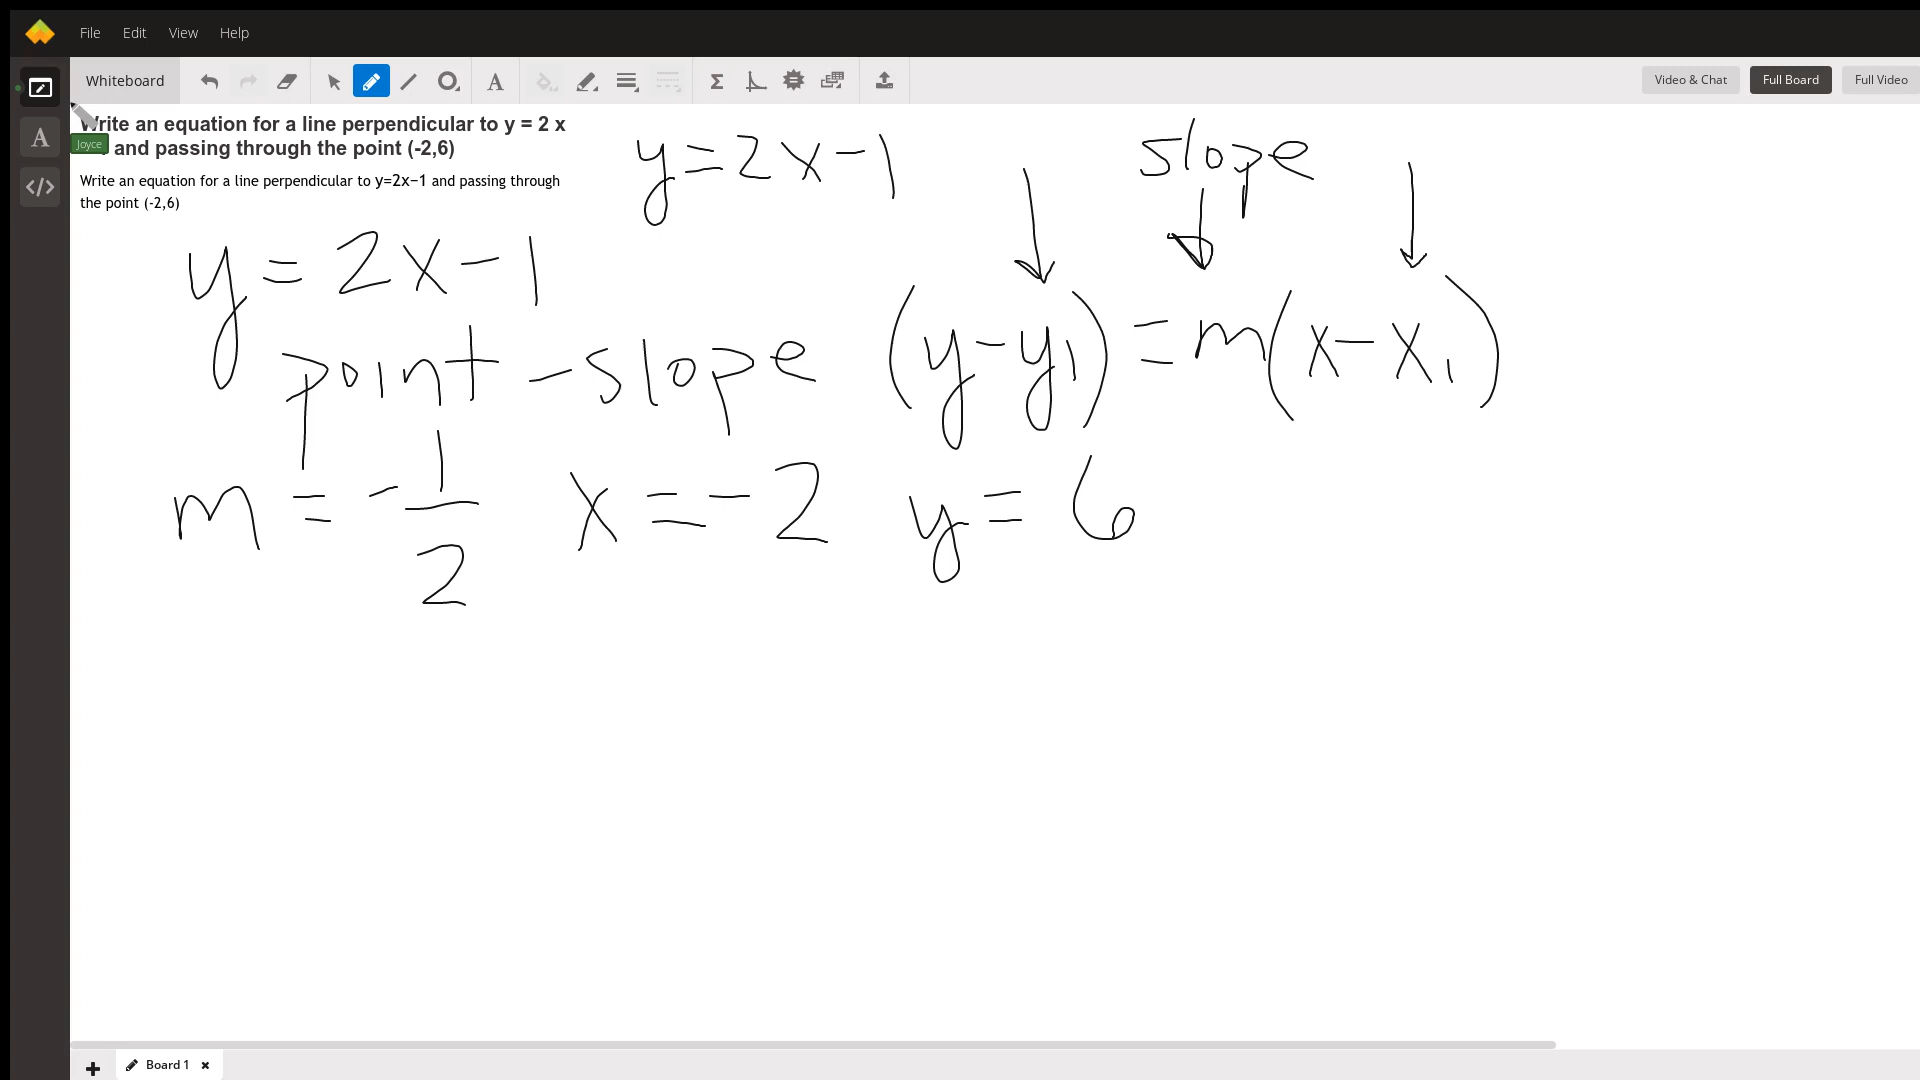 File Edit View Help
Whiteboard
Video & Chat Full Board Full Video
Write an equation for a line perpendicular to y = 2 x
and passing through the point (-2,6)
Joyce
Write an equation for a line perpendicular to y=2x−1 and passing through
the point (-2,6)
y=2x-1
slope
y=2x-1
point-slope (y-y₁)=m(x-x₁)
m = -1/2 x=-2 y=6
Board 1